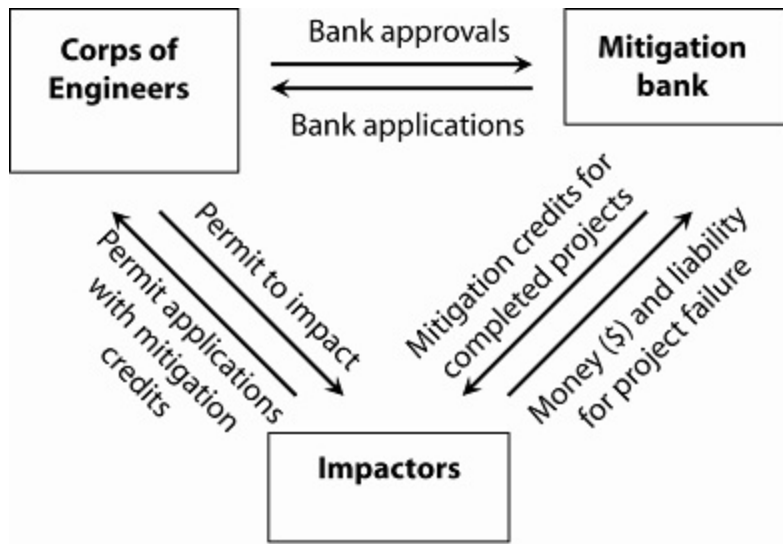 Corps of
Engineers
Bank approvals
Bank applications
Mitigation
bank
Permit to impact
Permit applications
with mitigation
credits
Mitigation credits for
completed projects
Money ($) and liability
for project failure
Impactors